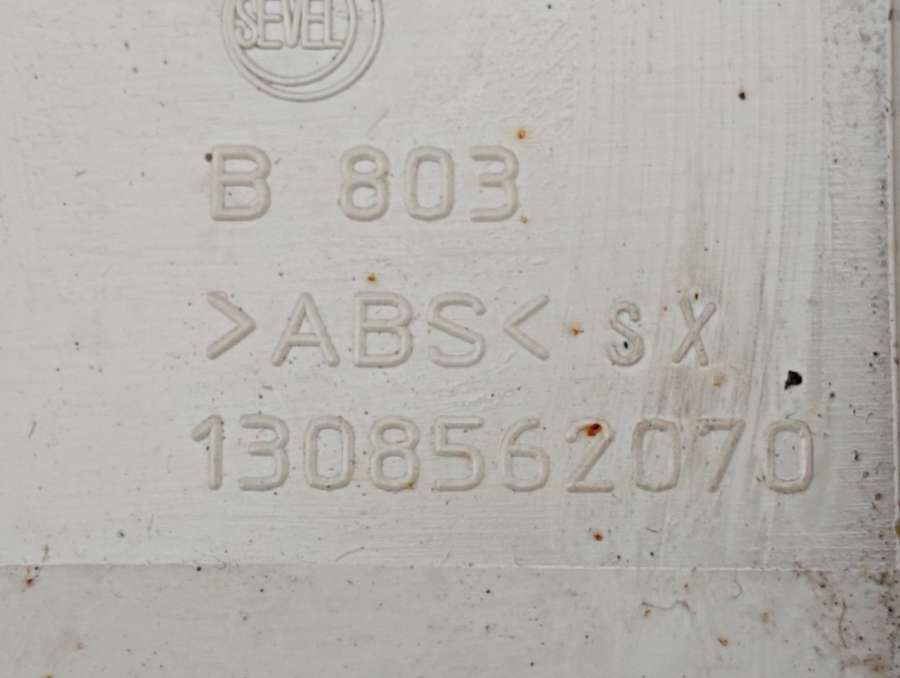 SEVEL
B 803
>ABS< SX
1308562070